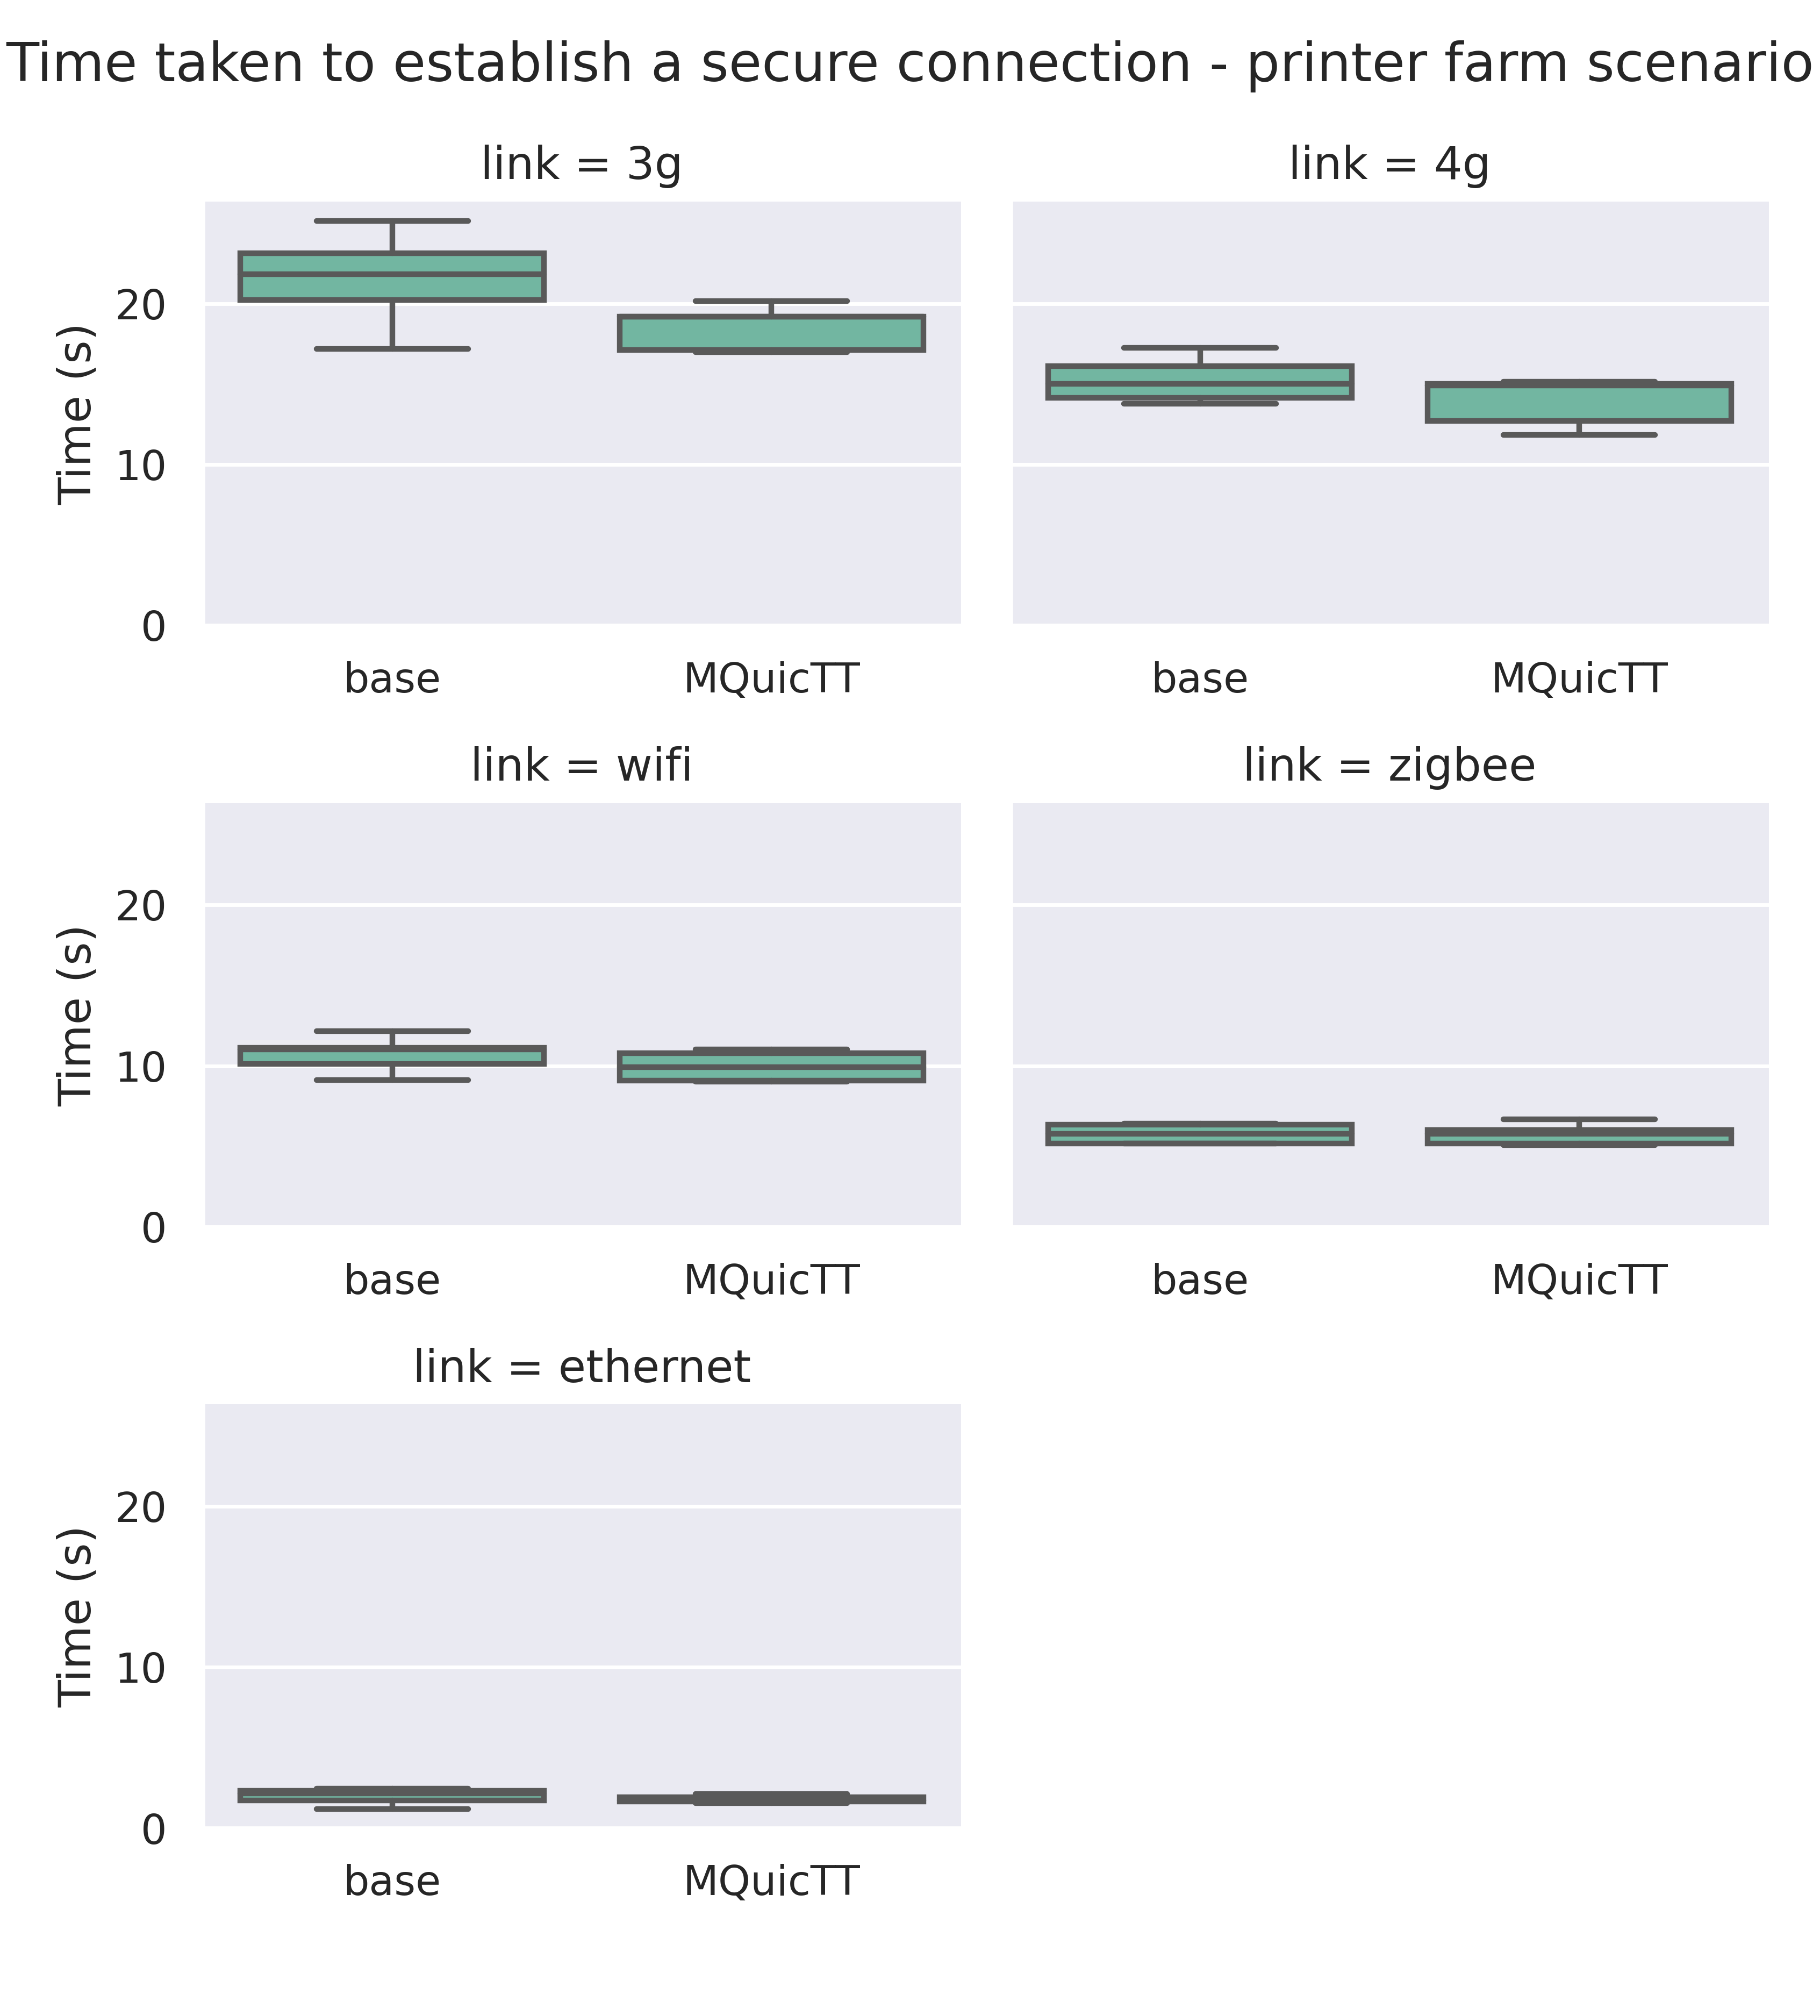 Time taken to establish a secure connection - printer farm scenario
link = 3g
link = 4g
Time (s)
20
10
0
base
MQuicTT
base
MQuicTT
link = wifi
link = zigbee
Time (s)
20
10
0
base
MQuicTT
base
MQuicTT
link = ethernet
Time (s)
20
10
0
base
MQuicTT